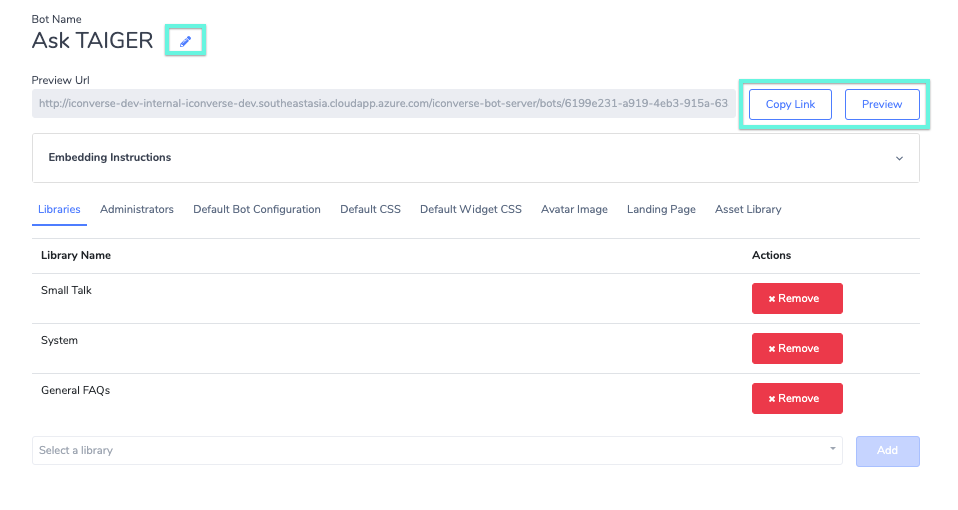 Bot Name
Ask TAIGER
Preview Url
http://iconverse-dev-internal-iconverse-dev.southeastasia.cloudapp.azure.com/iconverse-bot-server/bots/6199e231-a919-4eb3-915a-63
Copy Link Preview
Embedding Instructions
Libraries Administrators Default Bot Configuration Default CSS Default Widget CSS Avatar Image Landing Page Asset Library
Library Name Actions
Small Talk × Remove
System × Remove
General FAQs × Remove
Select a library Add